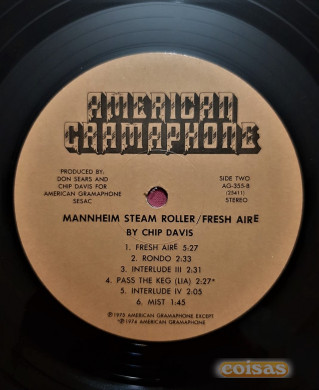 AMERICAN
GRAMAPHONE
PRODUCED BY:
DON SEARS AND
CHIP DAVIS FOR
AMERICAN GRAMAPHONE
SESAC
SIDE TWO
AG-355-B
(23411)
STEREO
MANNHEIM STEAM ROLLER/FRESH AIRE
BY CHIP DAVIS
1. FRESH AIRE 5:27
2. RONDO 2:33
3. INTERLUDE III 2:31
4. PASS THE KEG (LIA) 2:27*
5. INTERLUDE IV 2:05
6. MIST 1:45
Ⓟ 1975 AMERICAN GRAMAPHONE EXCEPT
*Ⓟ 1974 AMERICAN GRAMAPHONE
coisas